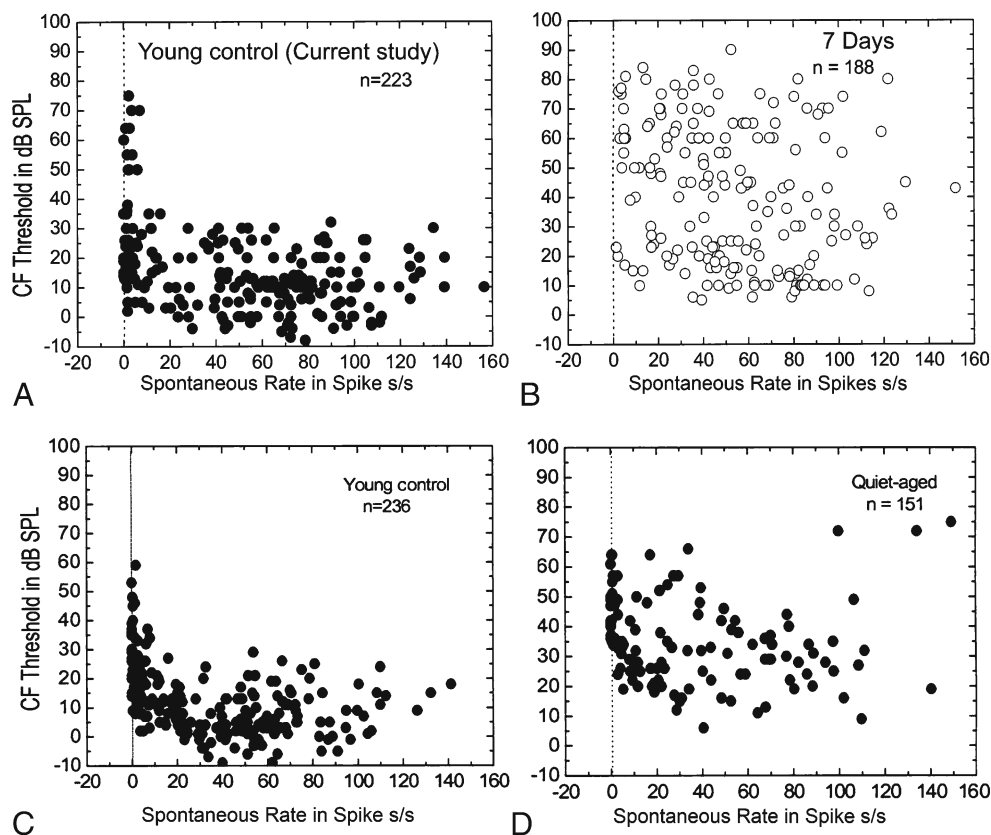 Young control (Current study)
n=223
CF Threshold in dB SPL
100
90
80
70
60
50
40
30
20
10
0
-10
-20 0 20 40 60 80 100 120 140 160
Spontaneous Rate in Spike s/s
A
7 Days
n = 188
100
90
80
70
60
50
40
30
20
10
0
-10
-20 0 20 40 60 80 100 120 140 160
Spontaneous Rate in Spikes s/s
B
Young control
n=236
CF Threshold in dB SPL
100
90
80
70
60
50
40
30
20
10
0
-10
-20 0 20 40 60 80 100 120 140 160
Spontaneous Rate in Spike s/s
C
Quiet-aged
n = 151
100
90
80
70
60
50
40
30
20
10
0
-10
-20 0 20 40 60 80 100 120 140 160
Spontaneous Rate in Spike s/s
D